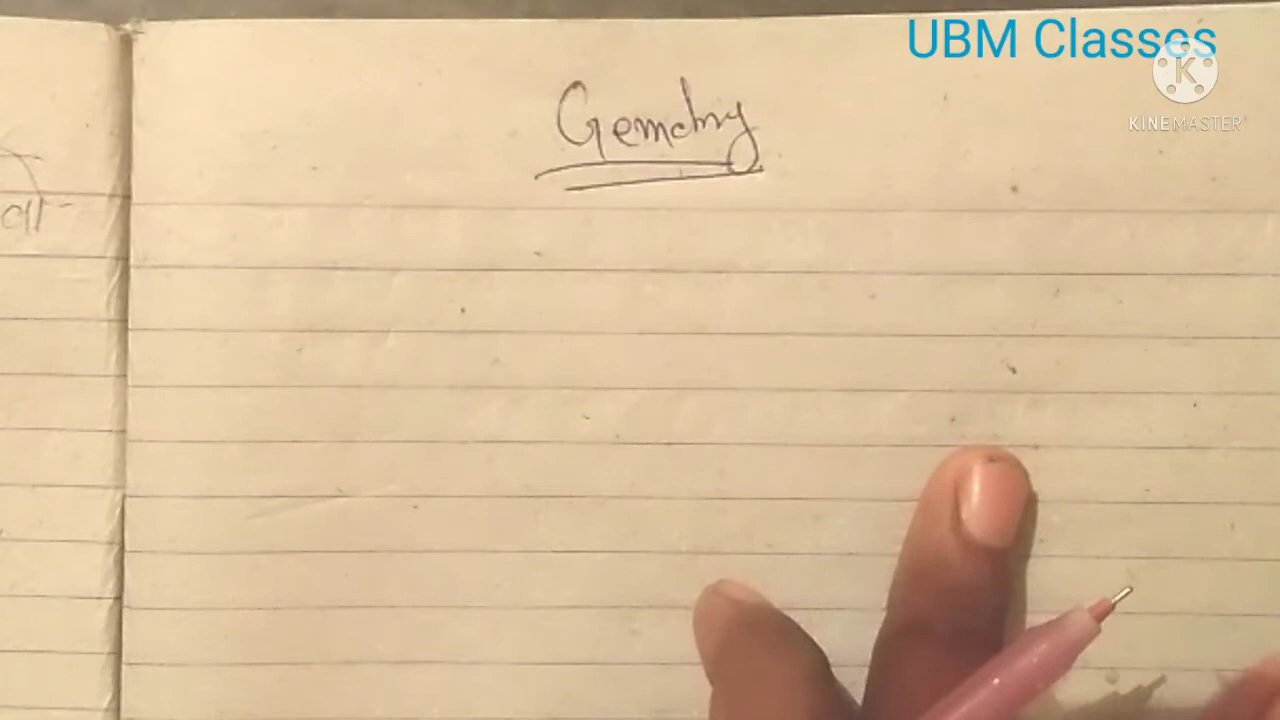 UBM Classes
K
KINEMASTER
Gemetry
वा